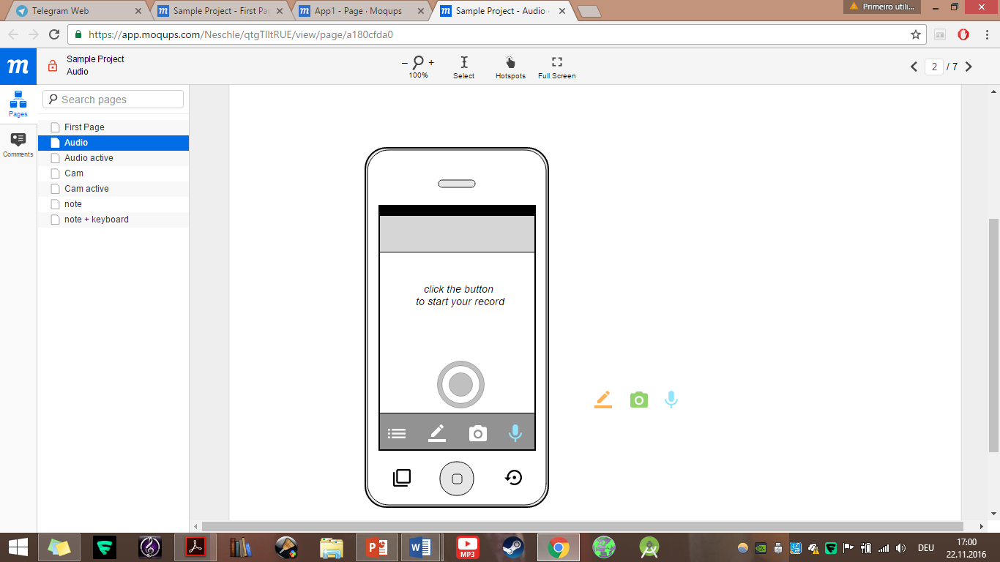 Telegram Web
Sample Project - First Pa
App1 - Page · Moqups
Sample Project - Audio
Primeiro utili...
https://app.moqups.com/Neschle/qtgTIltRUE/view/page/a180cfda0
m
Sample Project
Audio
− +
100%
Select
Hotspots
Full Screen
2 / 7
Pages
Comments
Search pages
First Page
Audio
Audio active
Cam
Cam active
note
note + keyboard
click the button
to start your record
MP3
DEU
17:00
22.11.2016